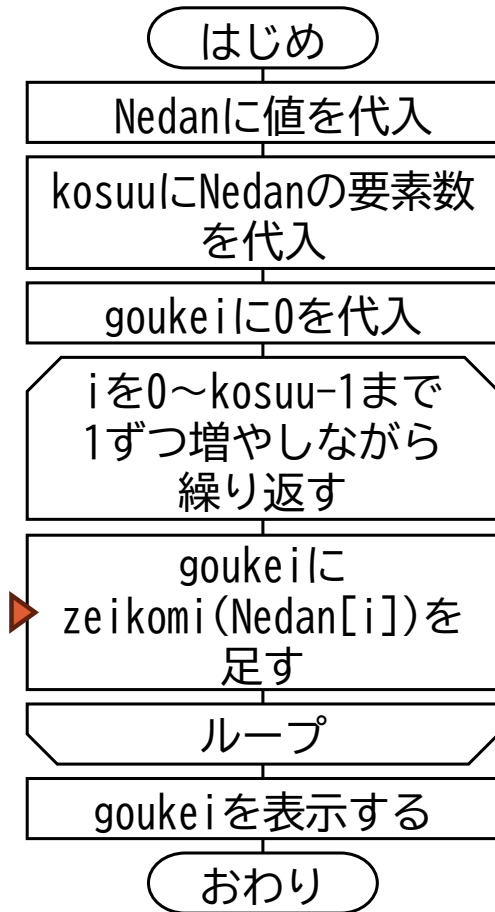 はじめ
Nedanに値を代入
kosuuにNedanの要素数
を代入
goukeiに0を代入
iを0～kosuu-1まで
1ずつ増やしながら
繰り返す
goukeiに
zeikomi(Nedan[i])を
足す
ループ
goukeiを表示する
おわり